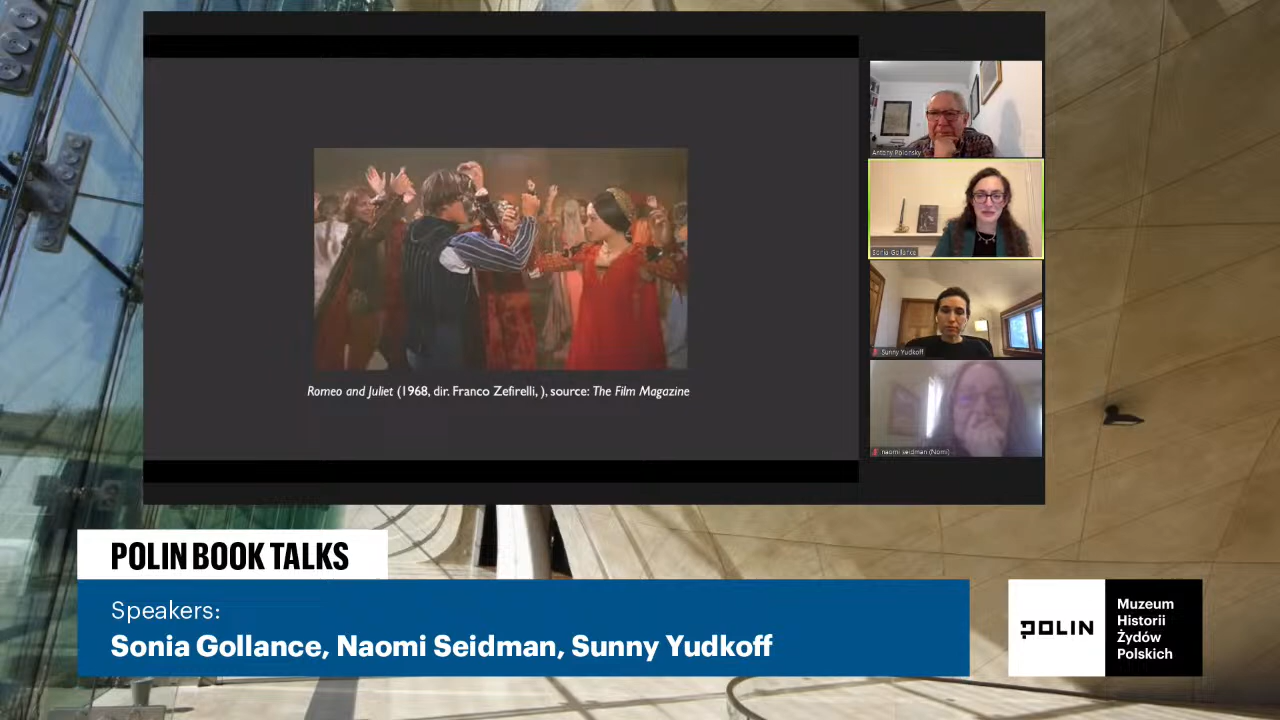 Antony Polonsky
Sonia Gollance
Sunny Yudkoff
naomi seidman (Nomi)
Romeo and Juliet (1968, dir. Franco Zefirelli, ), source: The Film Magazine
POLIN BOOK TALKS
Speakers:
Sonia Gollance, Naomi Seidman, Sunny Yudkoff
POLIN
Muzeum
Historii
Żydów
Polskich